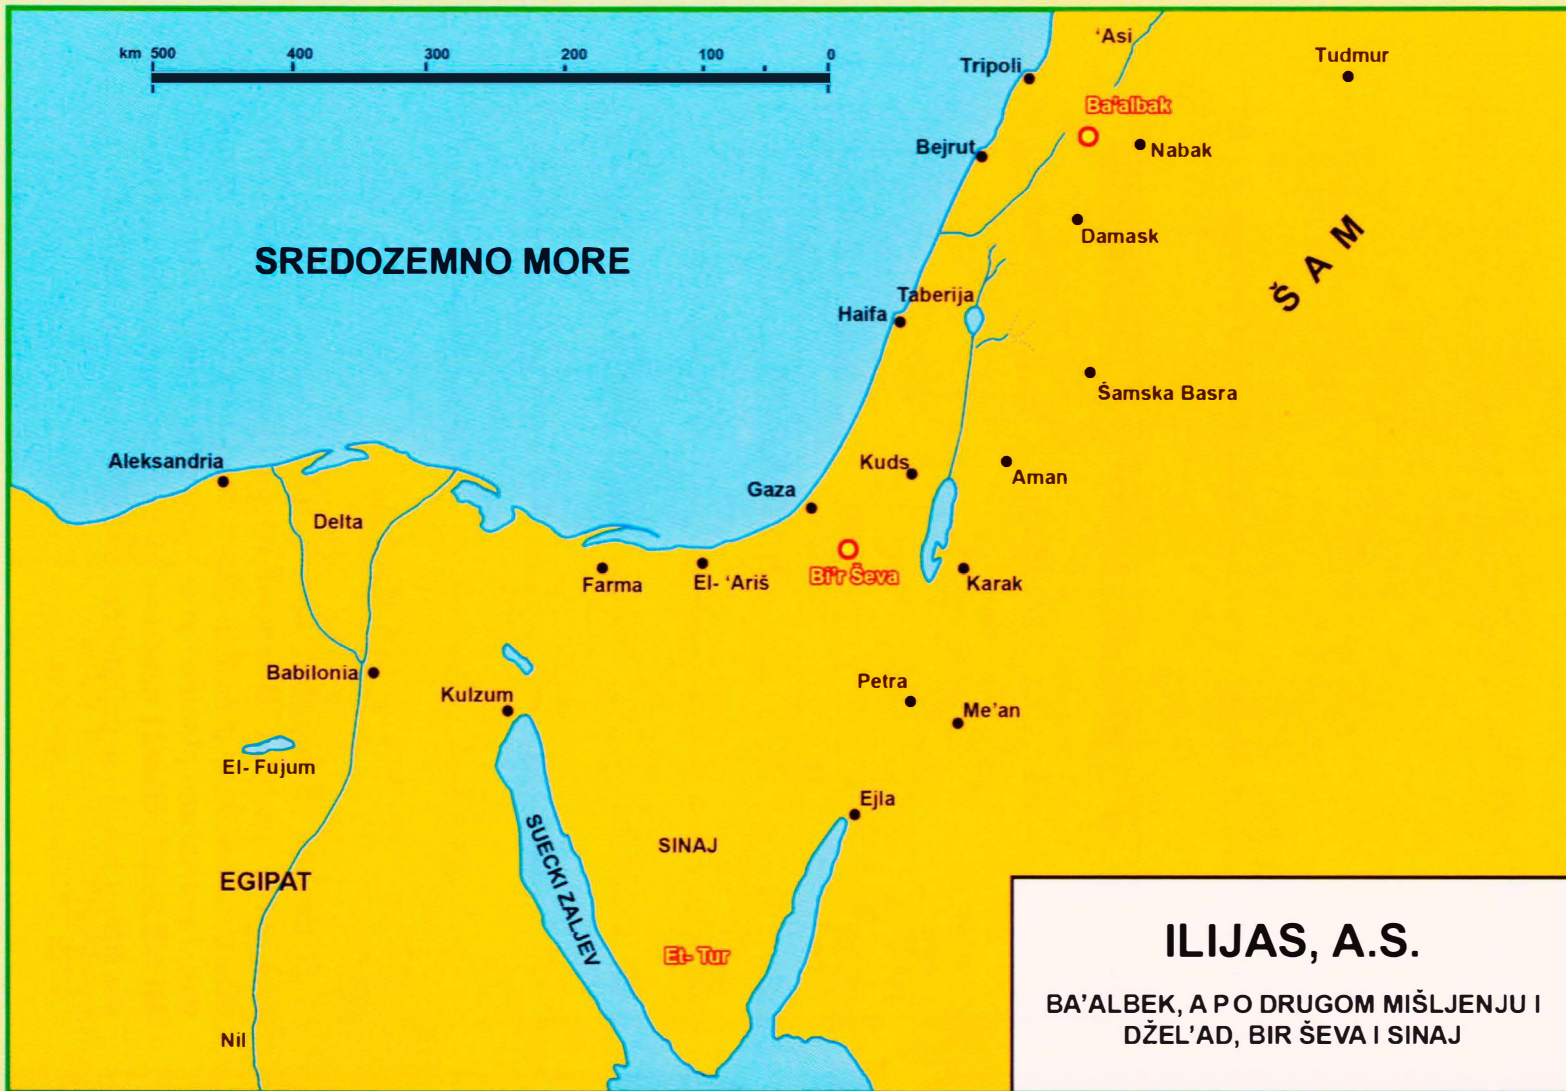 km 500 400 300 200 100 0
'Asi
Tudmur
Tripoli
Ba'albak
Bejrut
Nabak
Damask
SREDOZEMNO MORE
ŠAM
Taberija
Haifa
Šamska Basra
Aleksandria
Kuds
Aman
Gaza
Delta
Bi'r Ševa
Farma
El- 'Ariš
Karak
Babilonia
Kulzum
Petra
Me'an
El- Fujum
Ejla
SUECKI ZALJEV
SINAJ
EGIPAT
Et- Tur
Nil
ILIJAS, A.S.
BA'ALBEK, A PO DRUGOM MIŠLJENJU I
DŽEL'AD, BIR ŠEVA I SINAJ